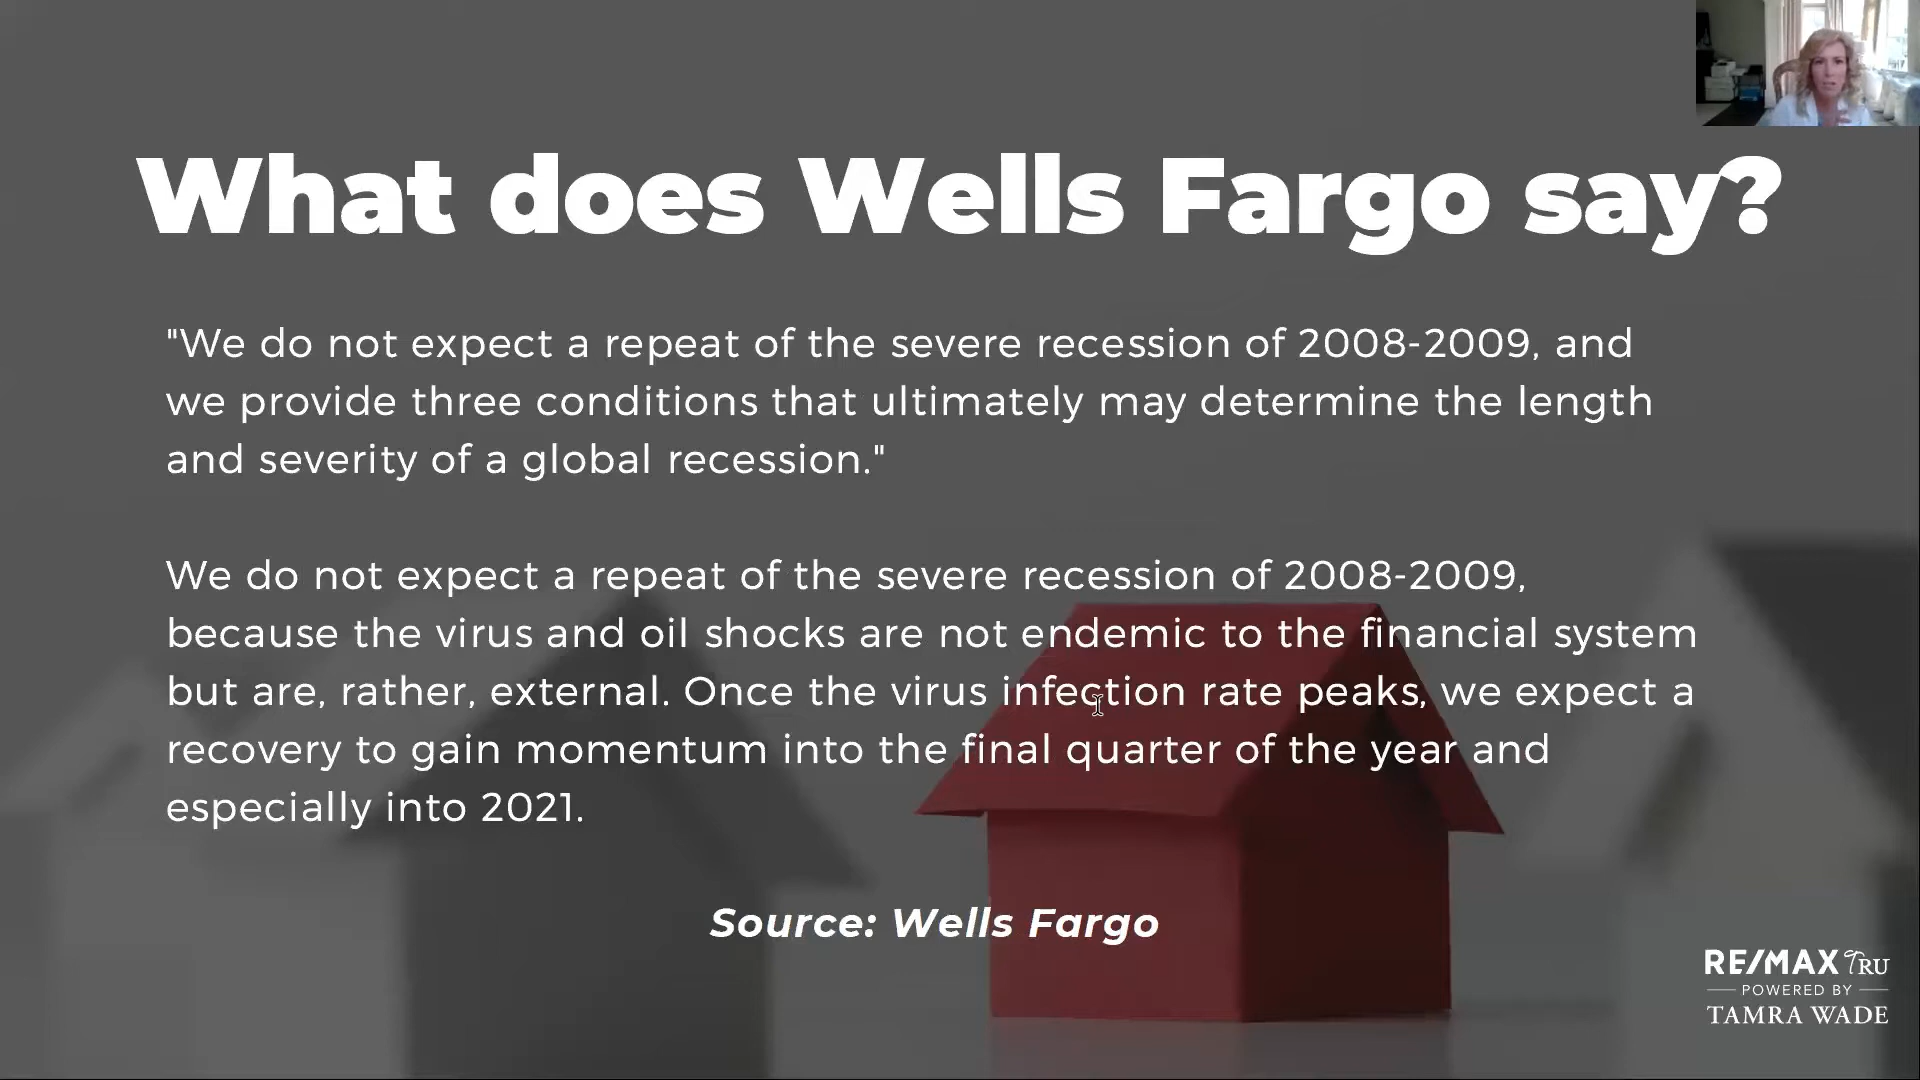 What does Wells Fargo say?
"We do not expect a repeat of the severe recession of 2008-2009, and
we provide three conditions that ultimately may determine the length
and severity of a global recession."
We do not expect a repeat of the severe recession of 2008-2009,
because the virus and oil shocks are not endemic to the financial system
but are, rather, external. Once the virus infection rate peaks, we expect a
recovery to gain momentum into the final quarter of the year and
especially into 2021.
Source: Wells Fargo
RE/MAX TRU
POWERED BY
TAMRA WADE